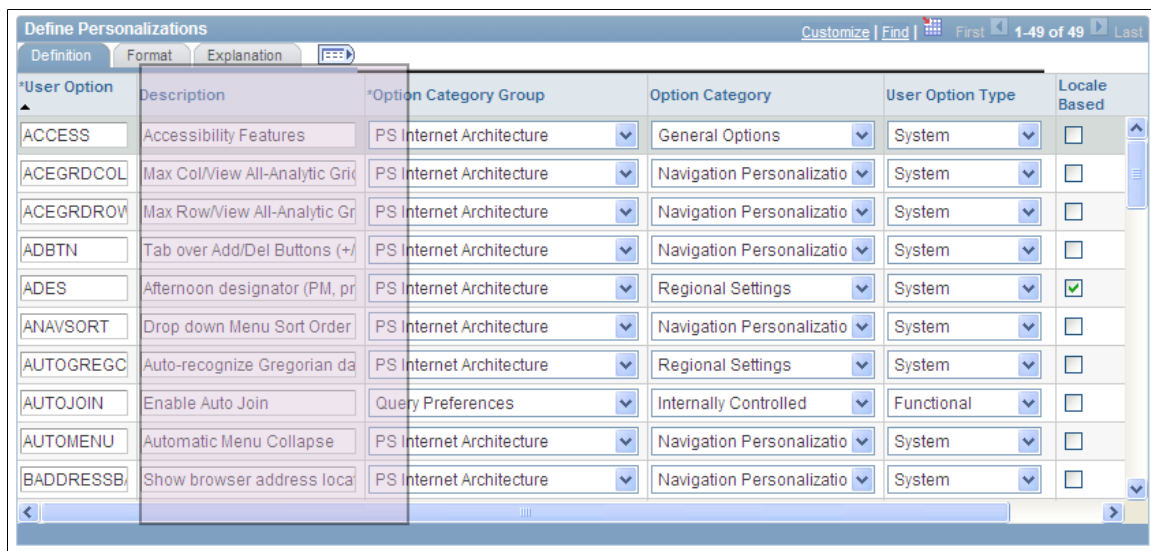 Define Personalizations Customize | Find | First 1-49 of 49 Last
Definition Format Explanation
*User Option Description *Option Category Group Option Category User Option Type Locale Based
ACCESS Accessibility Features PS Internet Architecture General Options System
ACEGRDCOL Max Col/View All-Analytic Grid PS Internet Architecture Navigation Personalizatio System
ACEGRDROW Max Row/View All-Analytic Gr PS Internet Architecture Navigation Personalizatio System
ADBTN Tab over Add/Del Buttons (+/ PS Internet Architecture Navigation Personalizatio System
ADES Afternoon designator (PM, pr PS Internet Architecture Regional Settings System
ANAVSORT Drop down Menu Sort Order PS Internet Architecture Navigation Personalizatio System
AUTOGREGC Auto-recognize Gregorian da PS Internet Architecture Regional Settings System
AUTOJOIN Enable Auto Join Query Preferences Internally Controlled Functional
AUTOMENU Automatic Menu Collapse PS Internet Architecture Navigation Personalizatio System
BADDRESSB Show browser address loca PS Internet Architecture Navigation Personalizatio System